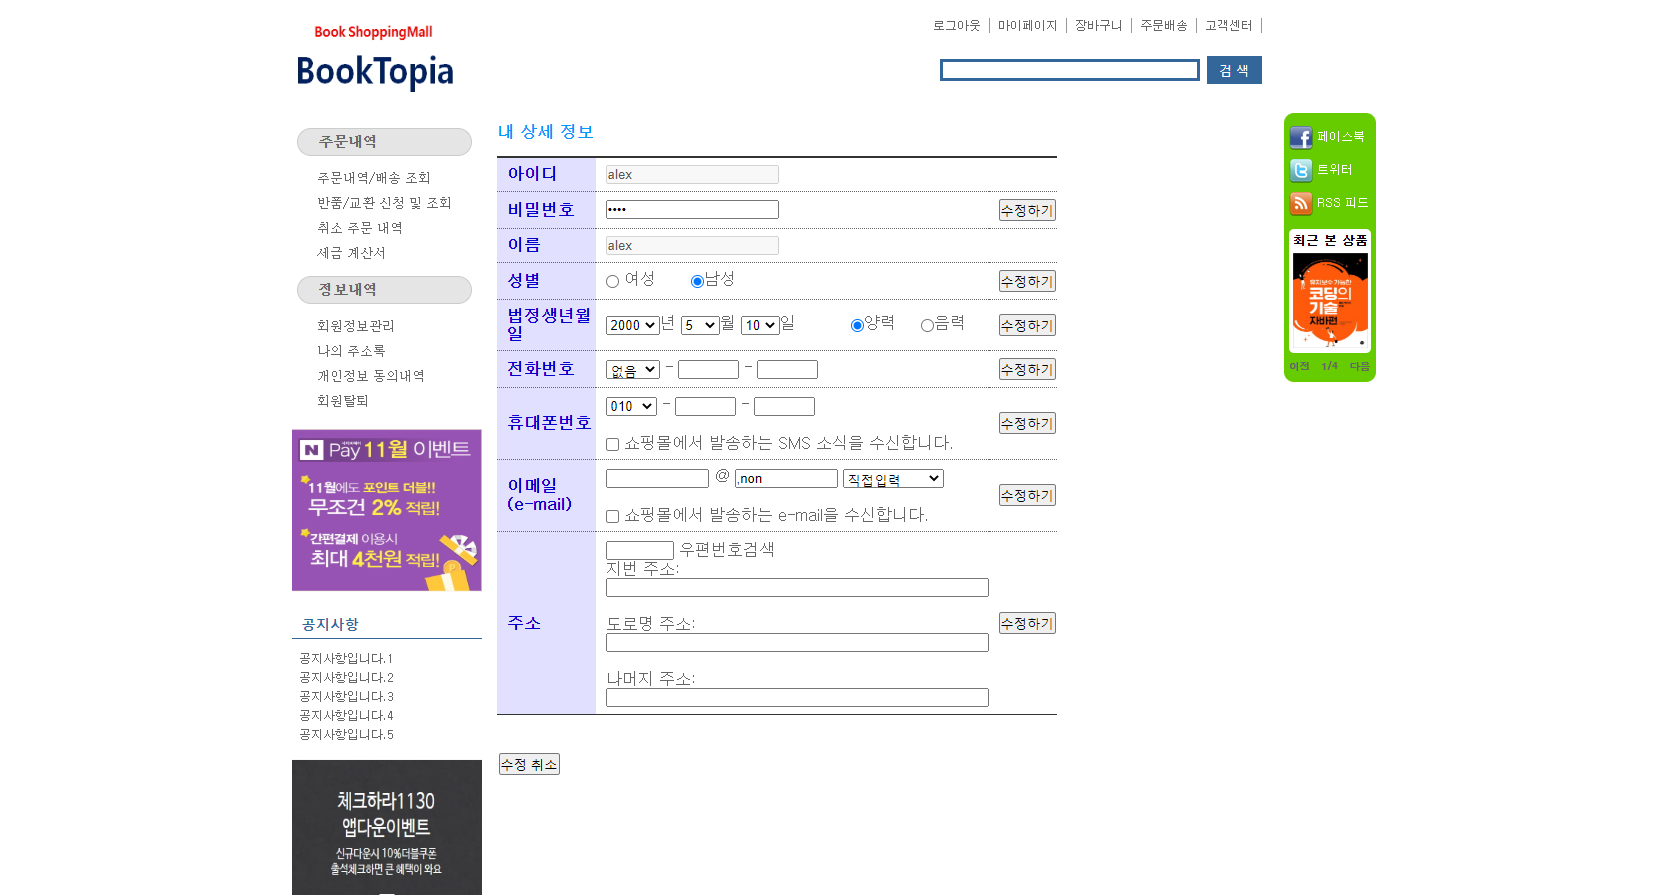 Book ShoppingMall
BookTopia
로그아웃 마이페이지 장바구니 주문배송 고객센터
검 색
주문내역
주문내역/배송 조회
반품/교환 신청 및 조회
취소 주문 내역
세금 계산서
정보내역
회원정보관리
나의 주소록
개인정보 동의내역
회원탈퇴
N Pay 11월 이벤트
11월에도 포인트 더블!!
무조건 2% 적립!
간편결제 이용시
최대 4천원 적립!
공지사항
공지사항입니다.1
공지사항입니다.2
공지사항입니다.3
공지사항입니다.4
공지사항입니다.5
체크하라1130
앱다운이벤트
신규다운시 10%더블쿠폰
출석체크하면 큰 혜택이 와요
내 상세 정보
아이디 alex
비밀번호 •••• 수정하기
이름 alex
성별 여성 남성 수정하기
법정생년월
일 2000 년 5 월 10 일 양력 음력 수정하기
전화번호 없음 - - 수정하기
휴대폰번호 010 - - 수정하기
쇼핑몰에서 발송하는 SMS 소식을 수신합니다.
이메일
(e-mail) @ ,non 직접입력 수정하기
쇼핑몰에서 발송하는 e-mail을 수신합니다.
주소 우편번호검색
지번 주소:
도로명 주소: 수정하기
나머지 주소:
수정 취소
페이스북
트위터
RSS 피드
최근 본 상품
유지보수 가능한
코딩의
기술
자바편
이전 1/4 다음